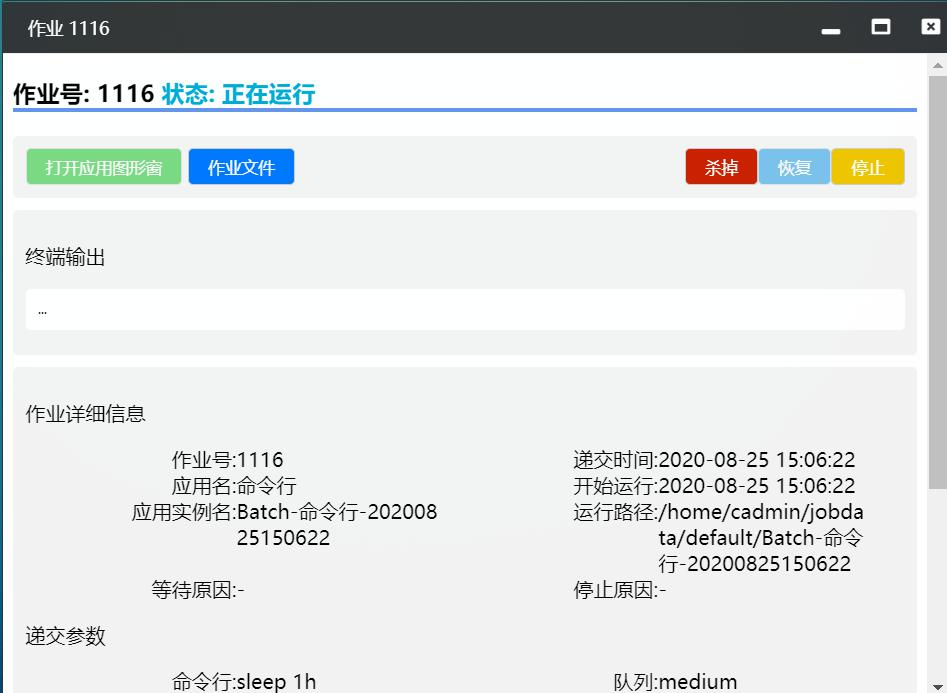 作业 1116
作业号: 1116 状态: 正在运行
打开应用图形窗 作业文件 杀掉 恢复 停止
终端输出
...
作业详细信息
作业号:1116 递交时间:2020-08-25 15:06:22
应用名:命令行 开始运行:2020-08-25 15:06:22
应用实例名:Batch-命令行-202008 运行路径:/home/cadmin/jobda
25150622 ta/default/Batch-命令
行-20200825150622
等待原因:- 停止原因:-
递交参数
命令行:sleep 1h 队列:medium